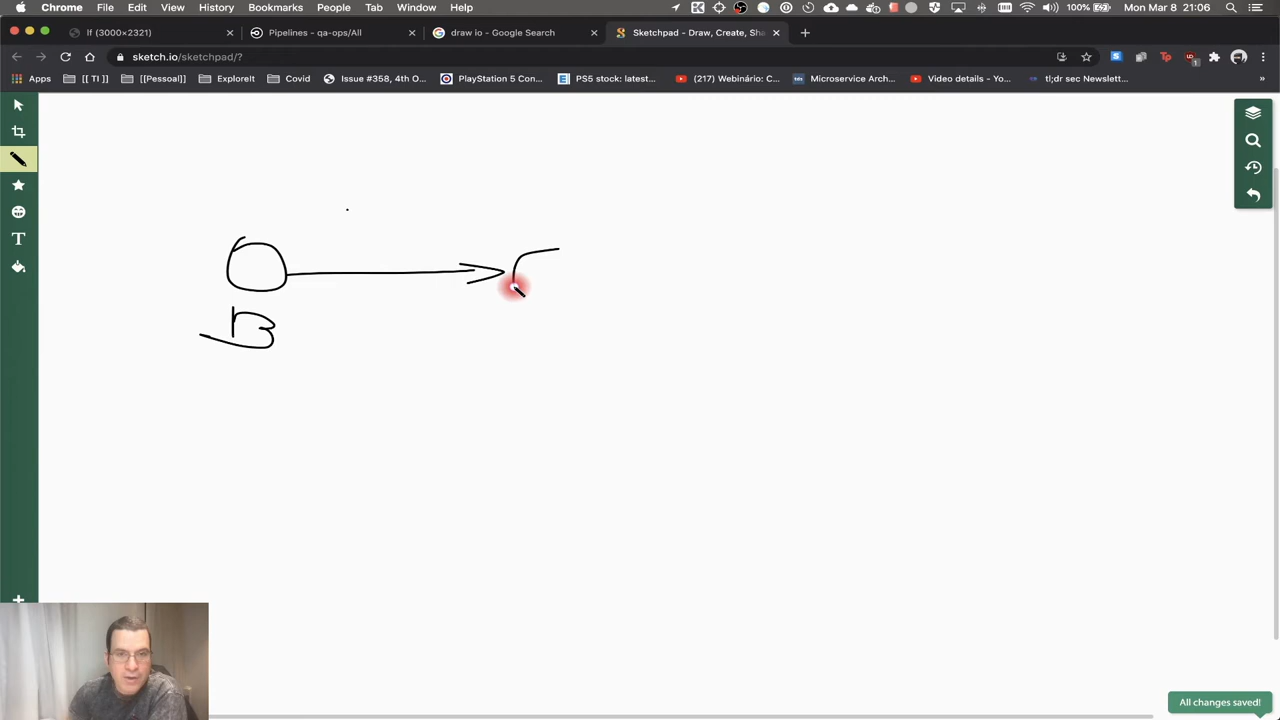 Chrome File Edit View History Bookmarks People Tab Window Help 100% Mon Mar 8 21:06
lf (3000×2321) Pipelines - qa-ops/All draw io - Google Search Sketchpad - Draw, Create, Sha
sketch.io/sketchpad/?
Apps [[ TI ]] [[Pessoal] ExploreIt Covid Issue #358, 4th O... PlayStation 5 Con... PS5 stock: latest... (217) Webinário: C... Microservice Arch... Video details - Yo... tl;dr sec Newslett...
T
B
All changes saved!